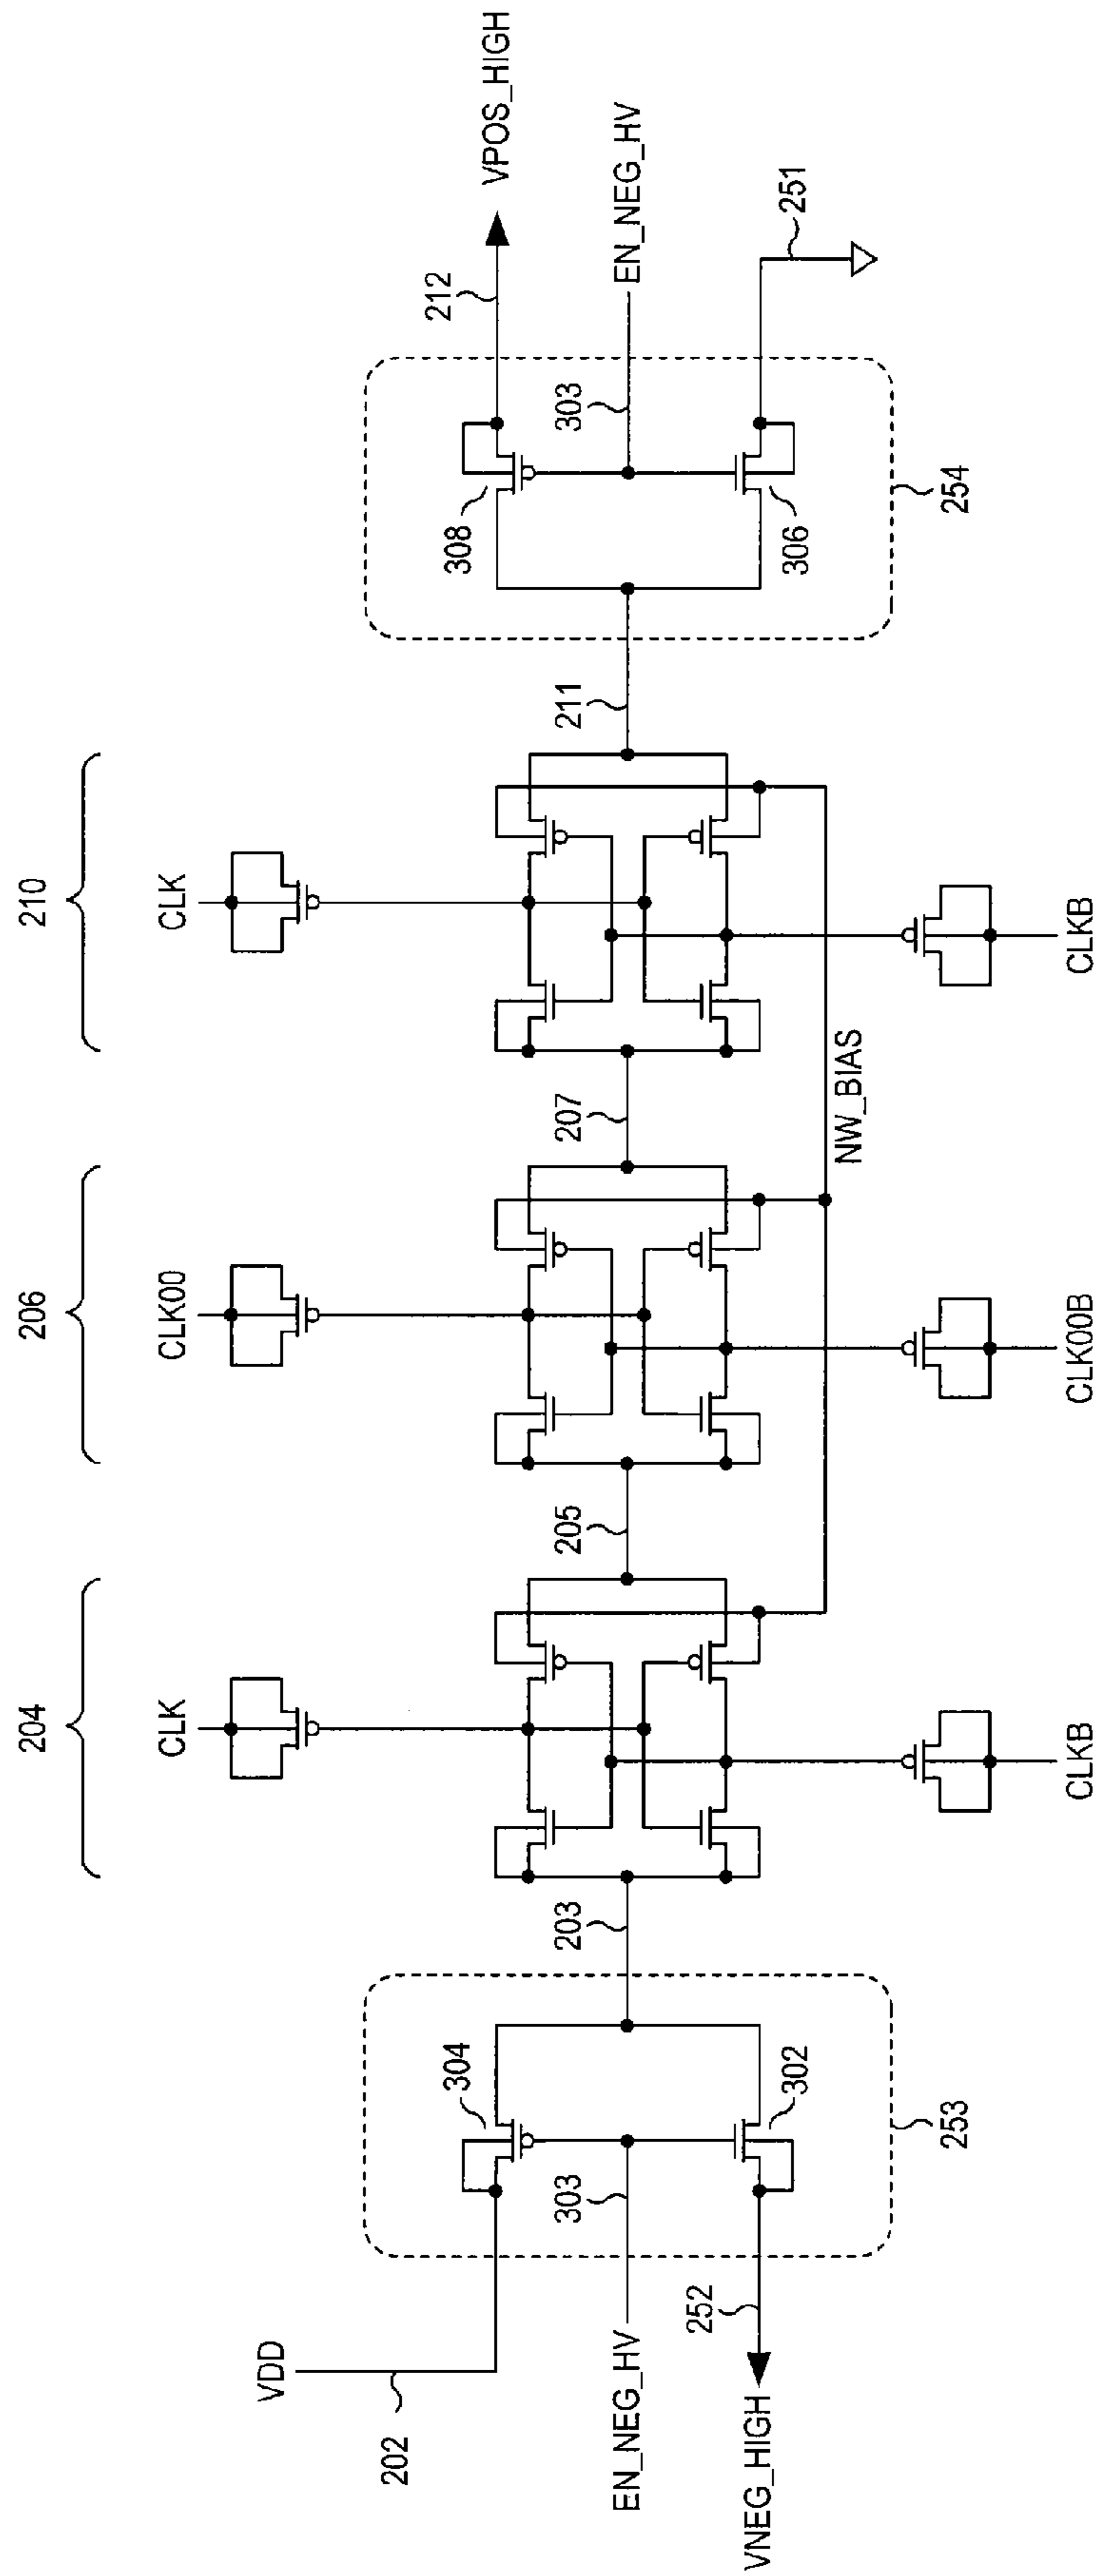 204
206
210
CLK
CLK00
CLK
VDD
202
304
VPOS_HIGH
212
308
EN_NEG_HV
303
203
205
207
211
303
EN_NEG_HV
302
306
251
252
VNEG_HIGH
NW_BIAS
253
254
CLKB
CLK00B
CLKB